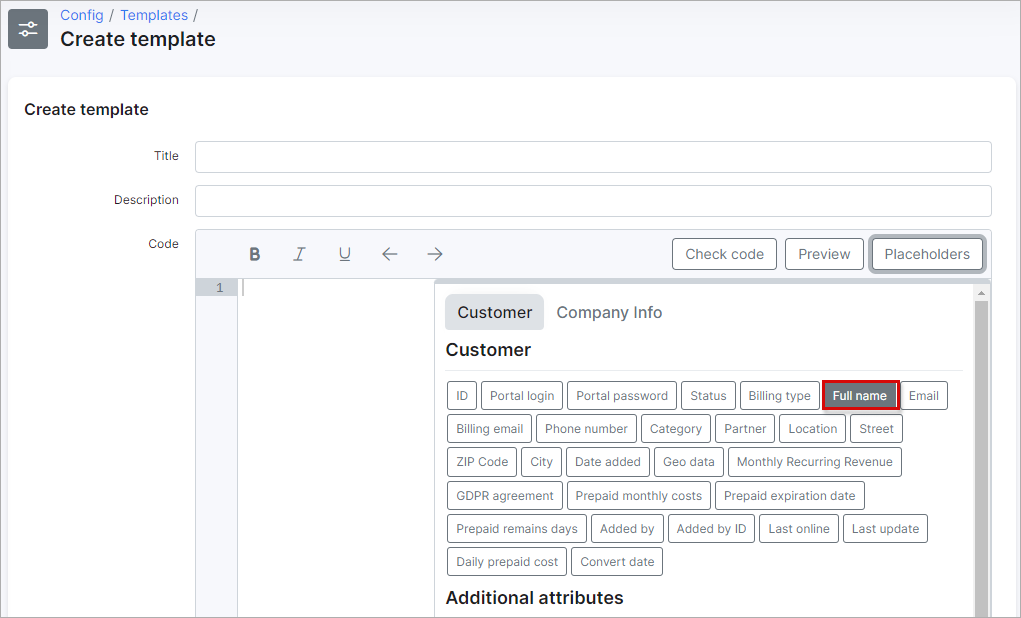 Config / Templates /
Create template
Create template
Title
Description
Code
B I U Check code Preview Placeholders
1
Customer Company Info
Customer
ID Portal login Portal password Status Billing type Full name Email
Billing email Phone number Category Partner Location Street
ZIP Code City Date added Geo data Monthly Recurring Revenue
GDPR agreement Prepaid monthly costs Prepaid expiration date
Prepaid remains days Added by Added by ID Last online Last update
Daily prepaid cost Convert date
Additional attributes